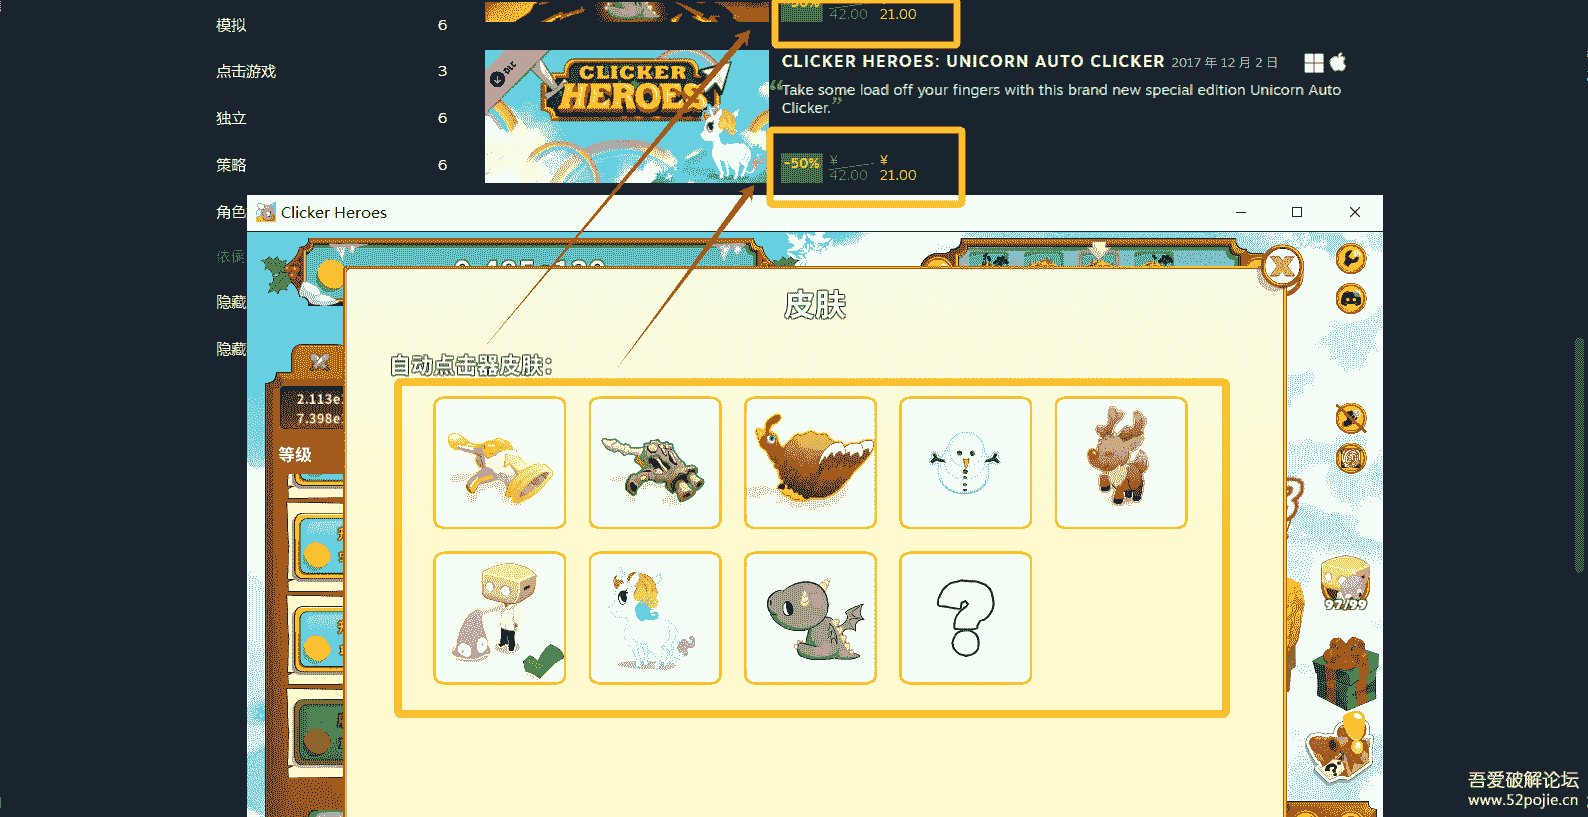 模拟 6
点击游戏 3
独立 6
策略 6
角色
隐藏
隐藏
-50% 42.00 ¥ 21.00
DLC
CLICKER
HEROES
CLICKER HEROES: UNICORN AUTO CLICKER 2017 年 12 月 2 日
“Take some load off your fingers with this brand new special edition Unicorn Auto
Clicker.”
-50% ¥ 42.00 ¥ 21.00
Clicker Heroes
皮肤
自动点击器皮肤：
2.113e
7.398e
等级
97/99
吾爱破解论坛
www.52pojie.cn